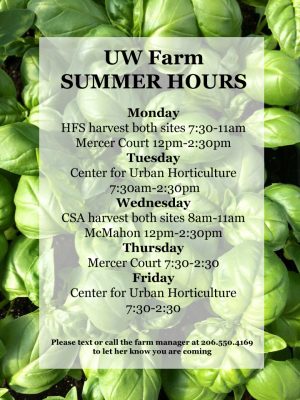 UW Farm
SUMMER HOURS
Monday
HFS harvest both sites 7:30-11am
Mercer Court 12pm-2:30pm
Tuesday
Center for Urban Horticulture
7:30am-2:30pm
Wednesday
CSA harvest both sites 8am-11am
McMahon 12pm-2:30pm
Thursday
Mercer Court 7:30-2:30
Friday
Center for Urban Horticulture
7:30-2:30
Please text or call the farm manager at 206.550.4169
to let her know you are coming